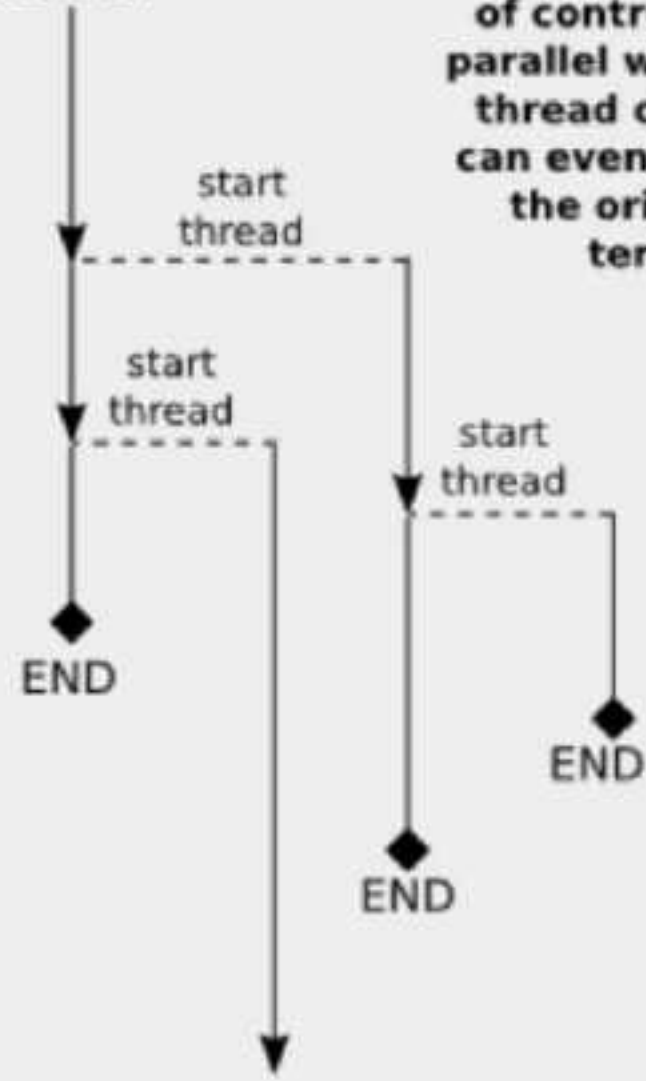 of contr
parallel w
thread
can even
the ori
ter
start
thread
start
thread
start
thread
END
END
END